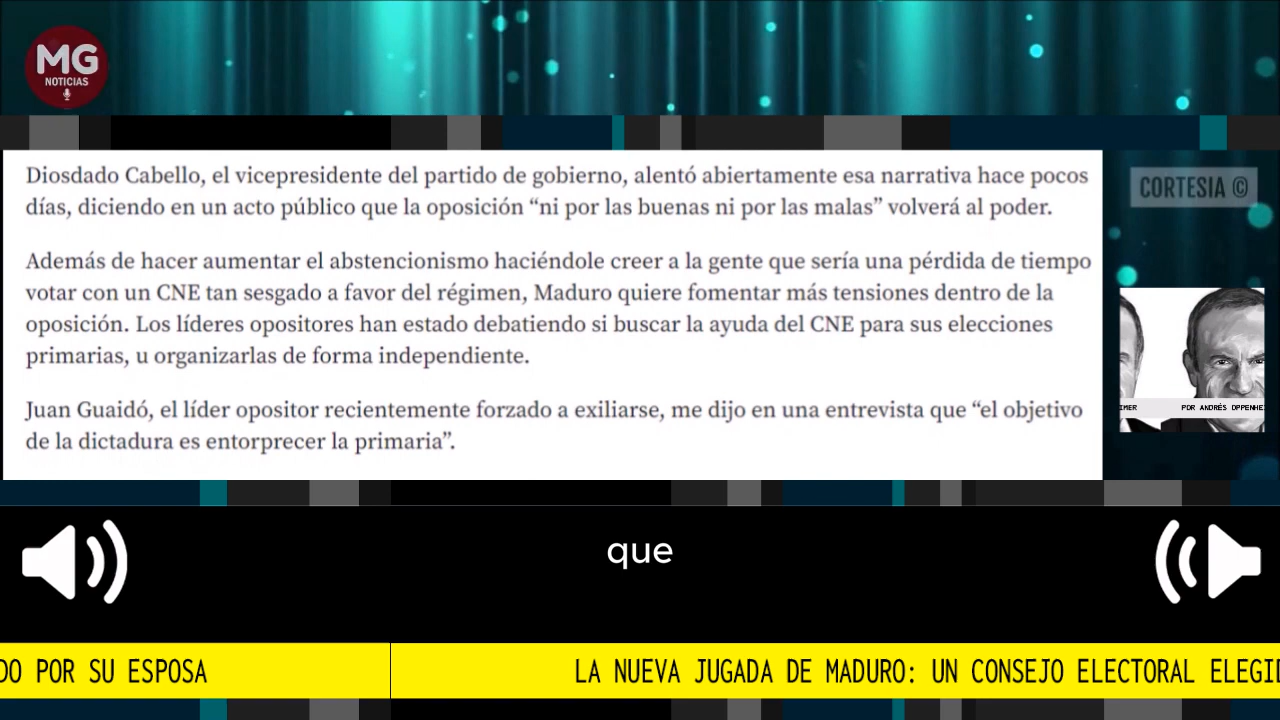 MG
NOTICIAS
Diosdado Cabello, el vicepresidente del partido de gobierno, alentó abiertamente esa narrativa hace pocos
días, diciendo en un acto público que la oposición “ni por las buenas ni por las malas” volverá al poder.
Además de hacer aumentar el abstencionismo haciéndole creer a la gente que sería una pérdida de tiempo
votar con un CNE tan sesgado a favor del régimen, Maduro quiere fomentar más tensiones dentro de la
oposición. Los líderes opositores han estado debatiendo si buscar la ayuda del CNE para sus elecciones
primarias, u organizarlas de forma independiente.
Juan Guaidó, el líder opositor recientemente forzado a exiliarse, me dijo en una entrevista que “el objetivo
de la dictadura es entorprecer la primaria”.
CORTESIA ©
IMER POR ANDRÉS OPPENHEI
que
DO POR SU ESPOSA
LA NUEVA JUGADA DE MADURO: UN CONSEJO ELECTORAL ELEGID